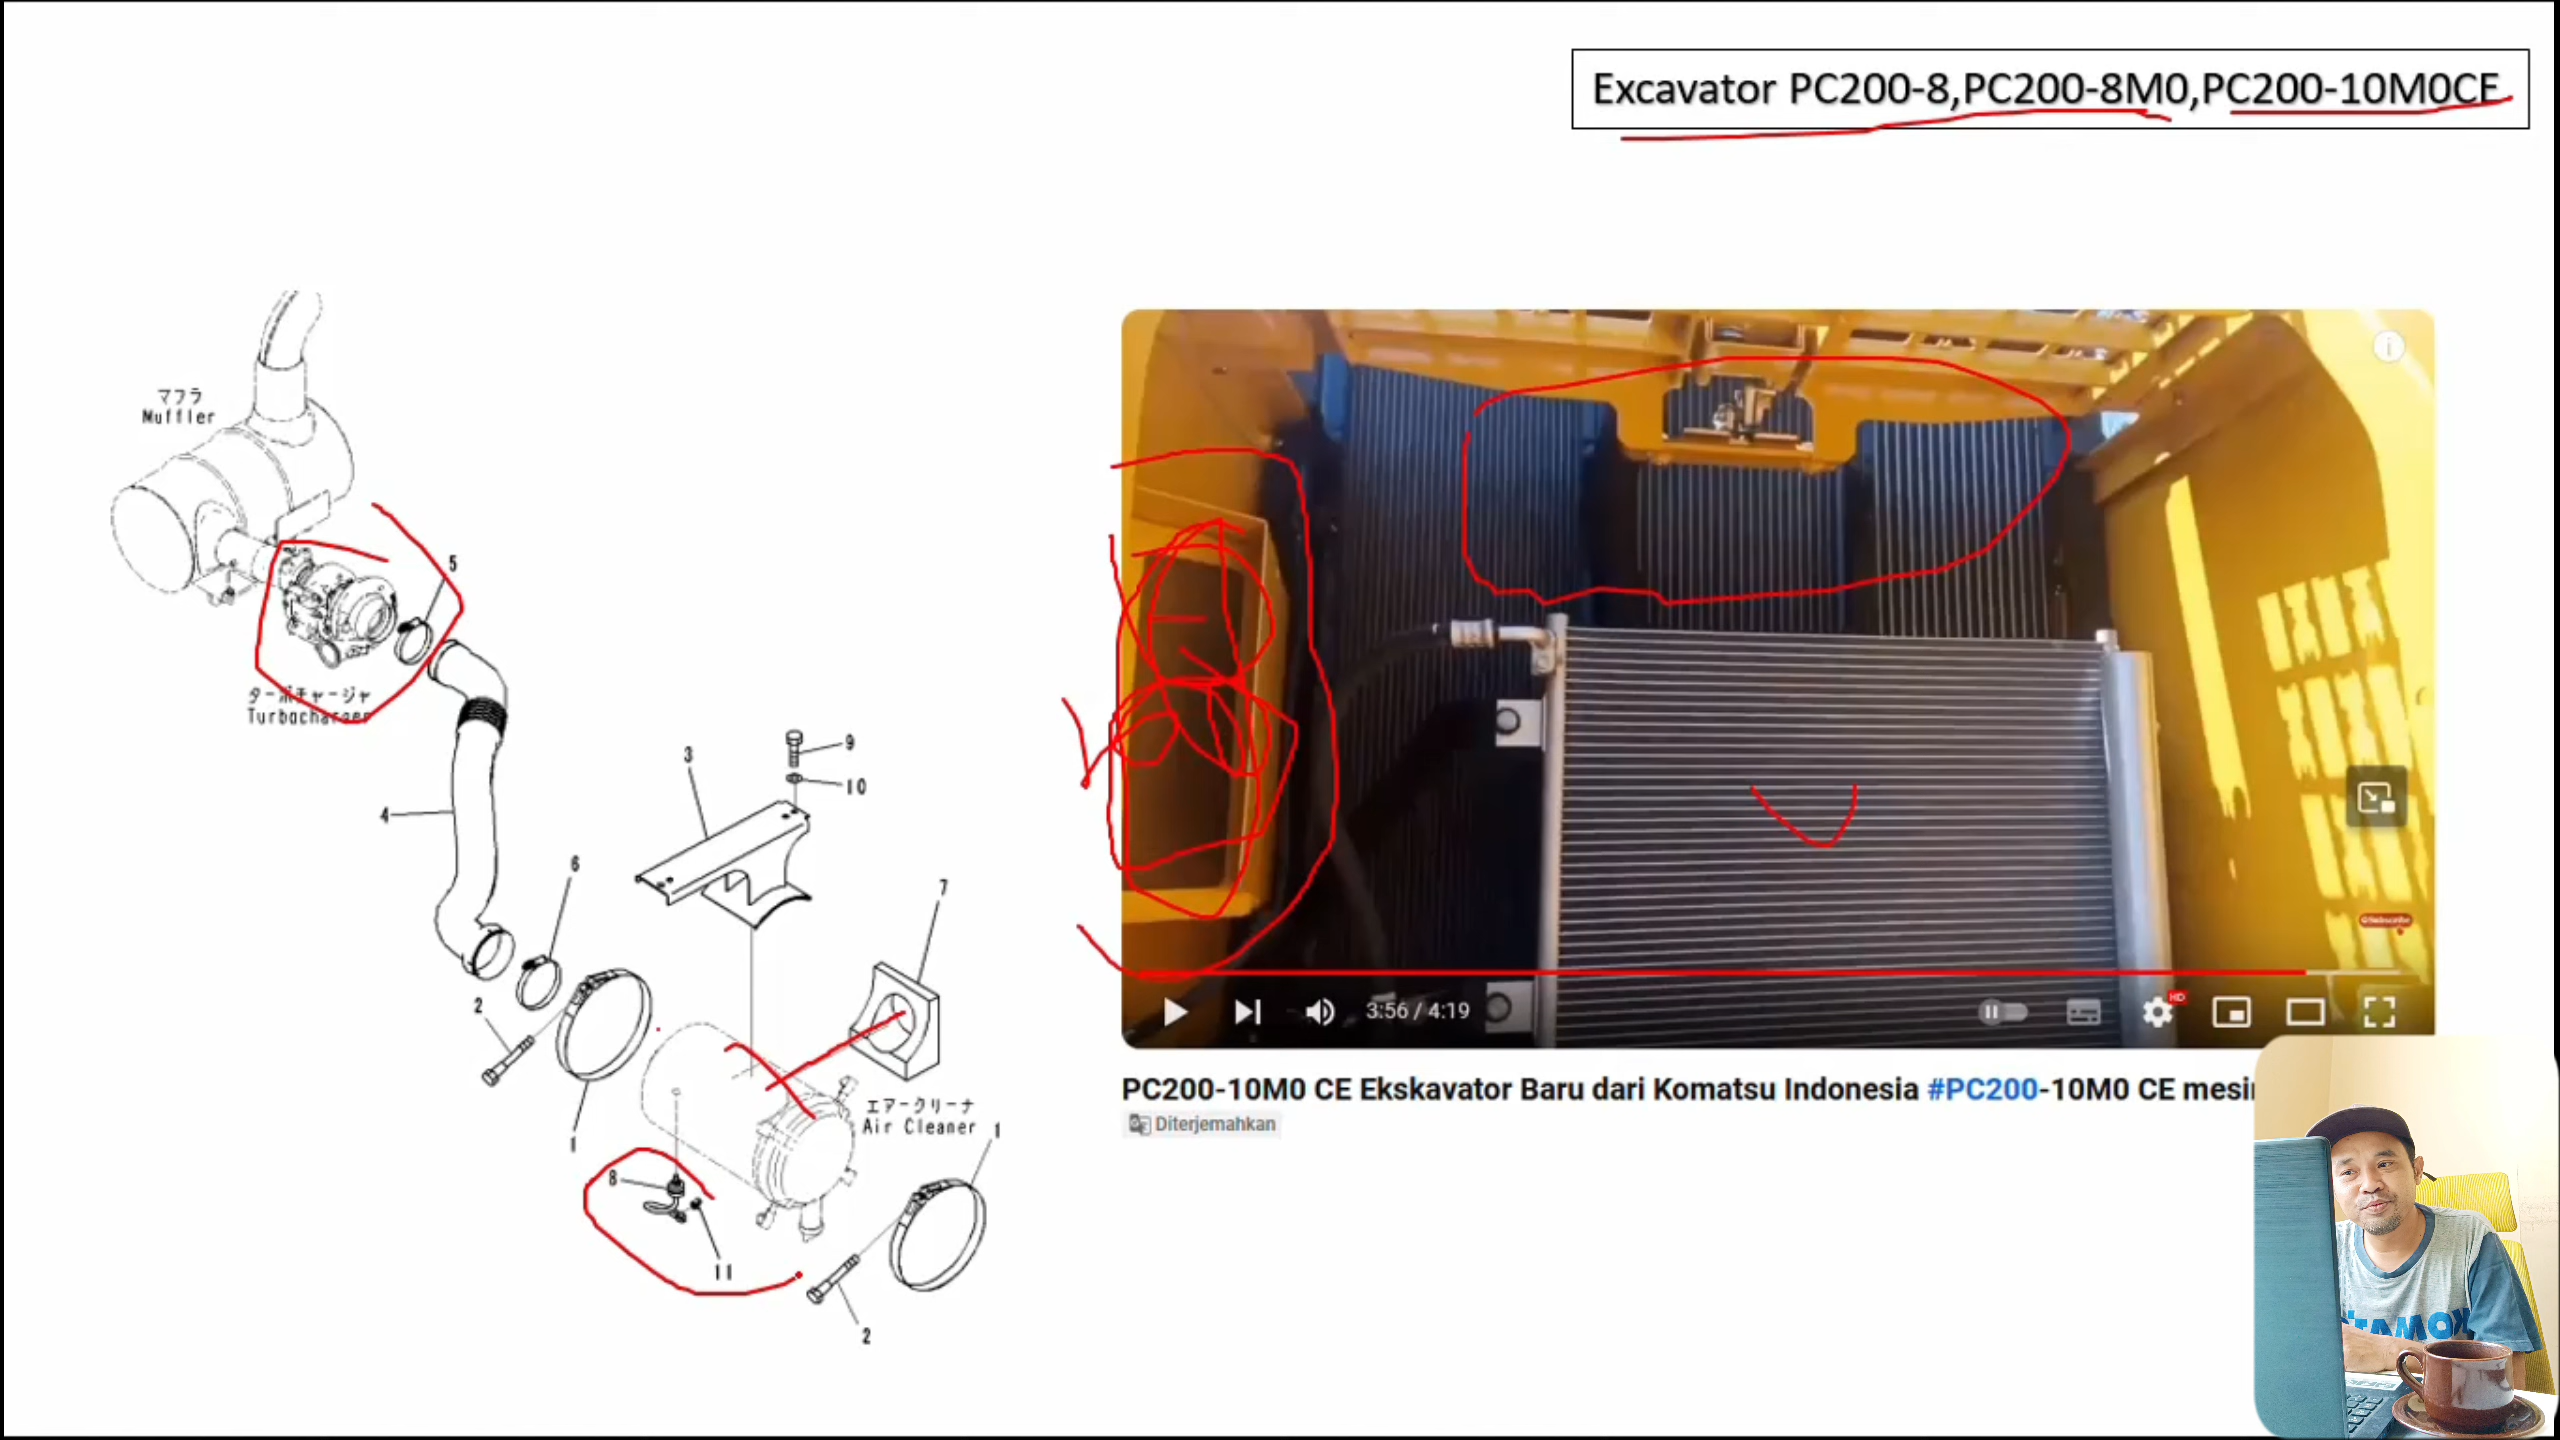 Excavator PC200-8,PC200-8M0,PC200-10M0CE
マフラ
Muffler
5
ターボチャージャ
Turbocharger
9
3
10
4
6
7
2
エアークリーナ
Air Cleaner
1
1
8
11
2
3:56 / 4:19
HD
PC200-10M0 CE Ekskavator Baru dari Komatsu Indonesia #PC200-10M0 CE mesin
Diterjemahkan